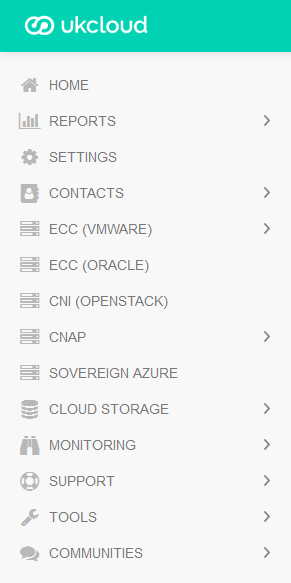 ukcloud
HOME
REPORTS
SETTINGS
CONTACTS
ECC (VMWARE)
ECC (ORACLE)
CNI (OPENSTACK)
CNAP
SOVEREIGN AZURE
CLOUD STORAGE
MONITORING
SUPPORT
TOOLS
COMMUNITIES